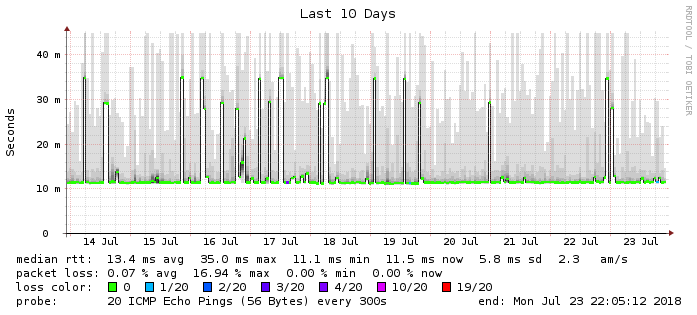 Last 10 Days
RRDTOOL / TOBI OETIKER
Seconds
40 m
30 m
20 m
10 m
0
14 Jul 15 Jul 16 Jul 17 Jul 18 Jul 19 Jul 20 Jul 21 Jul 22 Jul 23 Jul
median rtt: 13.4 ms avg 35.0 ms max 11.1 ms min 11.5 ms now 5.8 ms sd 2.3 am/s
packet loss: 0.07 % avg 16.94 % max 0.00 % min 0.00 % now
loss color: 0 1/20 2/20 3/20 4/20 10/20 19/20
probe: 20 ICMP Echo Pings (56 Bytes) every 300s end: Mon Jul 23 22:05:12 2018